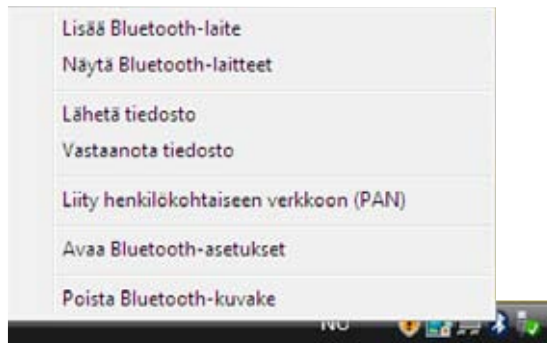 Lisää Bluetooth-laite
Näytä Bluetooth-laitteet
Lähetä tiedosto
Vastaanota tiedosto
Liity henkilökohtaiseen verkkoon (PAN)
Avaa Bluetooth-asetukset
Poista Bluetooth-kuvake